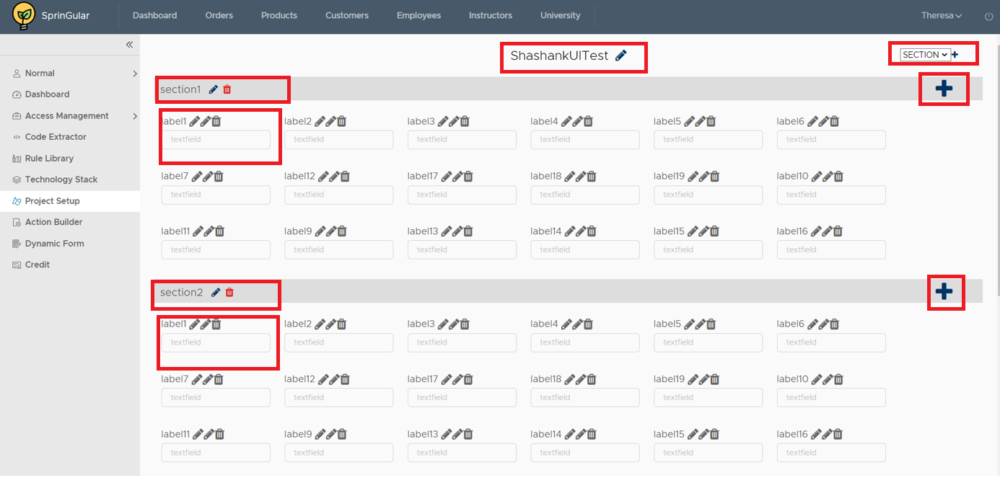 SprinGular Dashboard Orders Products Customers Employees Instructors University Theresa
ShashankUITest SECTION
Normal
Dashboard
Access Management
Code Extractor
Rule Library
Technology Stack
Project Setup
Action Builder
Dynamic Form
Credit
section1
label1 label2 label3 label4 label5 label6
textfield textfield textfield textfield textfield textfield
label7 label12 label17 label18 label19 label10
textfield textfield textfield textfield textfield textfield
label11 label9 label13 label14 label15 label16
textfield textfield textfield textfield textfield textfield
section2
label1 label2 label3 label4 label5 label6
textfield textfield textfield textfield textfield textfield
label7 label12 label17 label18 label19 label10
textfield textfield textfield textfield textfield textfield
label11 label9 label13 label14 label15 label16
textfield textfield textfield textfield textfield textfield